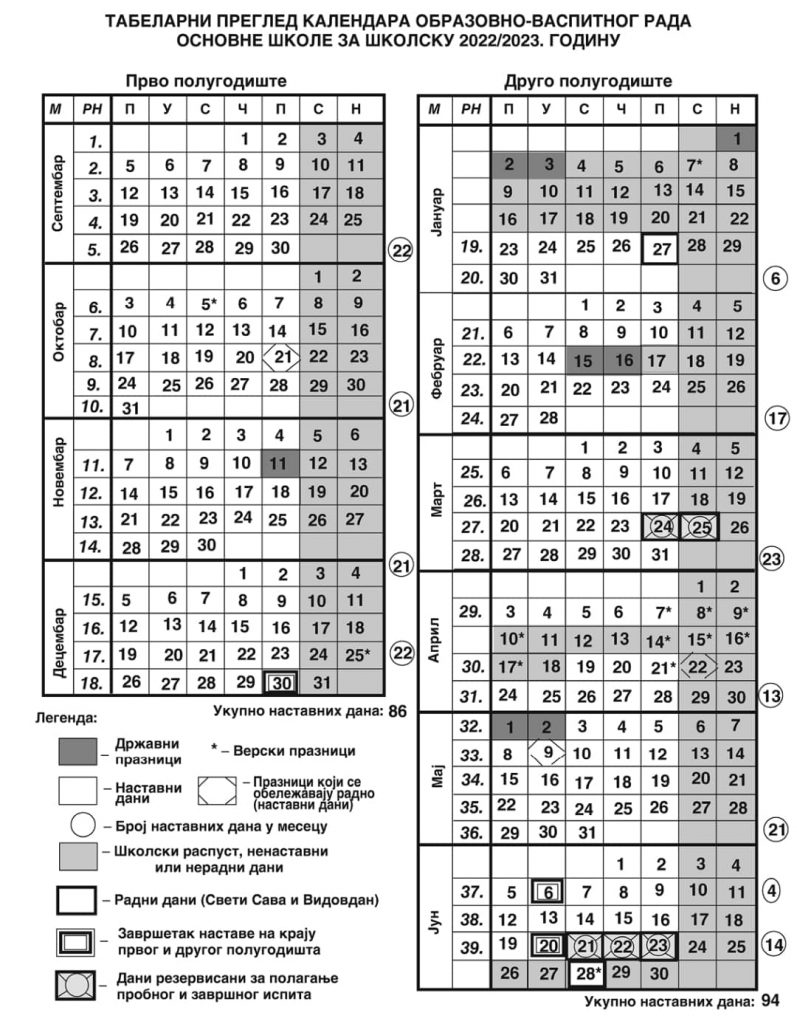 ТАБЕЛАРНИ ПРЕГЛЕД КАЛЕНДАРА ОБРАЗОВНО-ВАСПИТНОГ РАДА
ОСНОВНЕ ШКОЛЕ ЗА ШКОЛСКУ 2022/2023. ГОДИНУ
Прво полугодиште
М РН П У С Ч П С Н
Септембар
1. 1 2 3 4
2. 5 6 7 8 9 10 11
3. 12 13 14 15 16 17 18
4. 19 20 21 22 23 24 25
5. 26 27 28 29 30 22
Октобар
1 2
6. 3 4 5* 6 7 8 9
7. 10 11 12 13 14 15 16
8. 17 18 19 20 21 22 23
9. 24 25 26 27 28 29 30
10. 31 21
Новембар
1 2 3 4 5 6
11. 7 8 9 10 11 12 13
12. 14 15 16 17 18 19 20
13. 21 22 23 24 25 26 27
14. 28 29 30 21
Децембар
1 2 3 4
15. 5 6 7 8 9 10 11
16. 12 13 14 15 16 17 18
17. 19 20 21 22 23 24 25* 22
18. 26 27 28 29 30 31
Укупно наставних дана: 86
Легенда:
– Државни
празници
* – Верски празници
– Наставни
дани
– Празници који се
обележавају радно
(наставни дани)
– Број наставних дана у месецу
– Школски распуст, ненаставни
или нерадни дани
– Радни дани (Свети Сава и Видовдан)
– Завршетак наставе на крају
првог и другог полугодишта
– Дани резервисани за полагање
пробног и завршног испита
Друго полугодиште
М РН П У С Ч П С Н
Јануар
1
2 3 4 5 6 7* 8
9 10 11 12 13 14 15
16 17 18 19 20 21 22
19. 23 24 25 26 27 28 29
20. 30 31 6
Фебруар
1 2 3 4 5
21. 6 7 8 9 10 11 12
22. 13 14 15 16 17 18 19
23. 20 21 22 23 24 25 26
24. 27 28 17
Март
1 2 3 4 5
25. 6 7 8 9 10 11 12
26. 13 14 15 16 17 18 19
27. 20 21 22 23 24 25 26
28. 27 28 29 30 31 23
Април
1 2
29. 3 4 5 6 7* 8* 9*
10* 11 12 13 14* 15* 16*
30. 17* 18 19 20 21* 22 23
31. 24 25 26 27 28 29 30 13
Мај
32. 1 2 3 4 5 6 7
33. 8 9 10 11 12 13 14
34. 15 16 17 18 19 20 21
35. 22 23 24 25 26 27 28
36. 29 30 31 21
Јун
1 2 3 4
37. 5 6 7 8 9 10 11 4
38. 12 13 14 15 16 17 18
39. 19 20 21 22 23 24 25 14
26 27 28* 29 30
Укупно наставних дана: 94